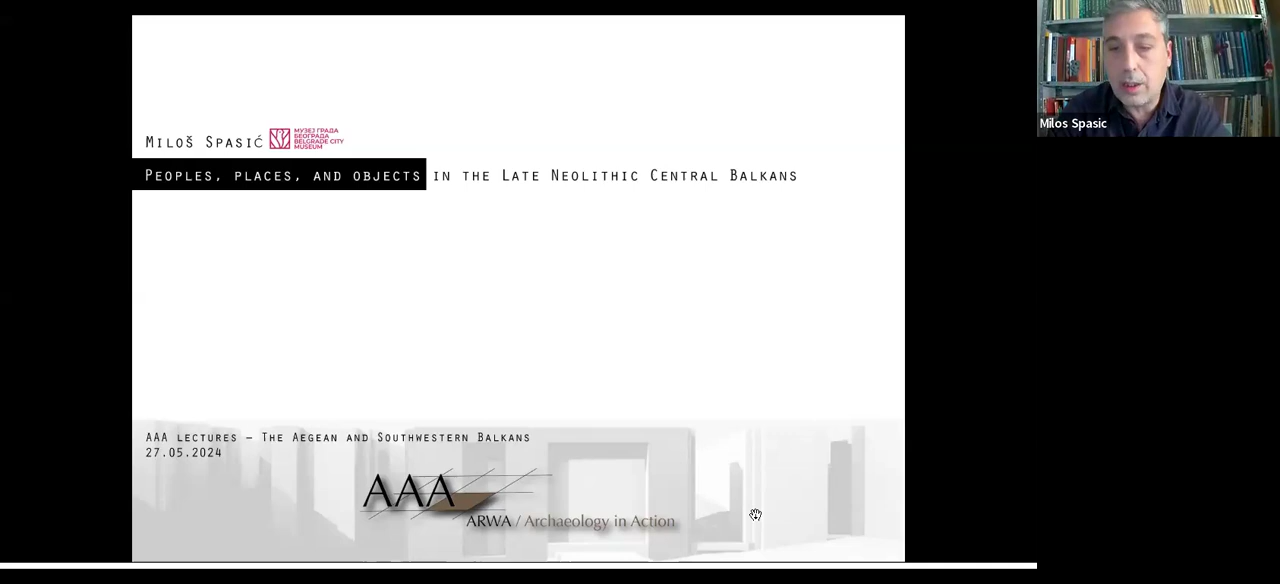 Miloš Spasić
МУЗЕЈ ГРАДА
БЕОГРАДА
BELGRADE CITY
MUSEUM
Milos Spasic
Peoples, places, and objects in the Late Neolithic Central Balkans
AAA lectures – The Aegean and Southwestern Balkans
27.05.2024
AAA
ARWA / Archaeology in Action